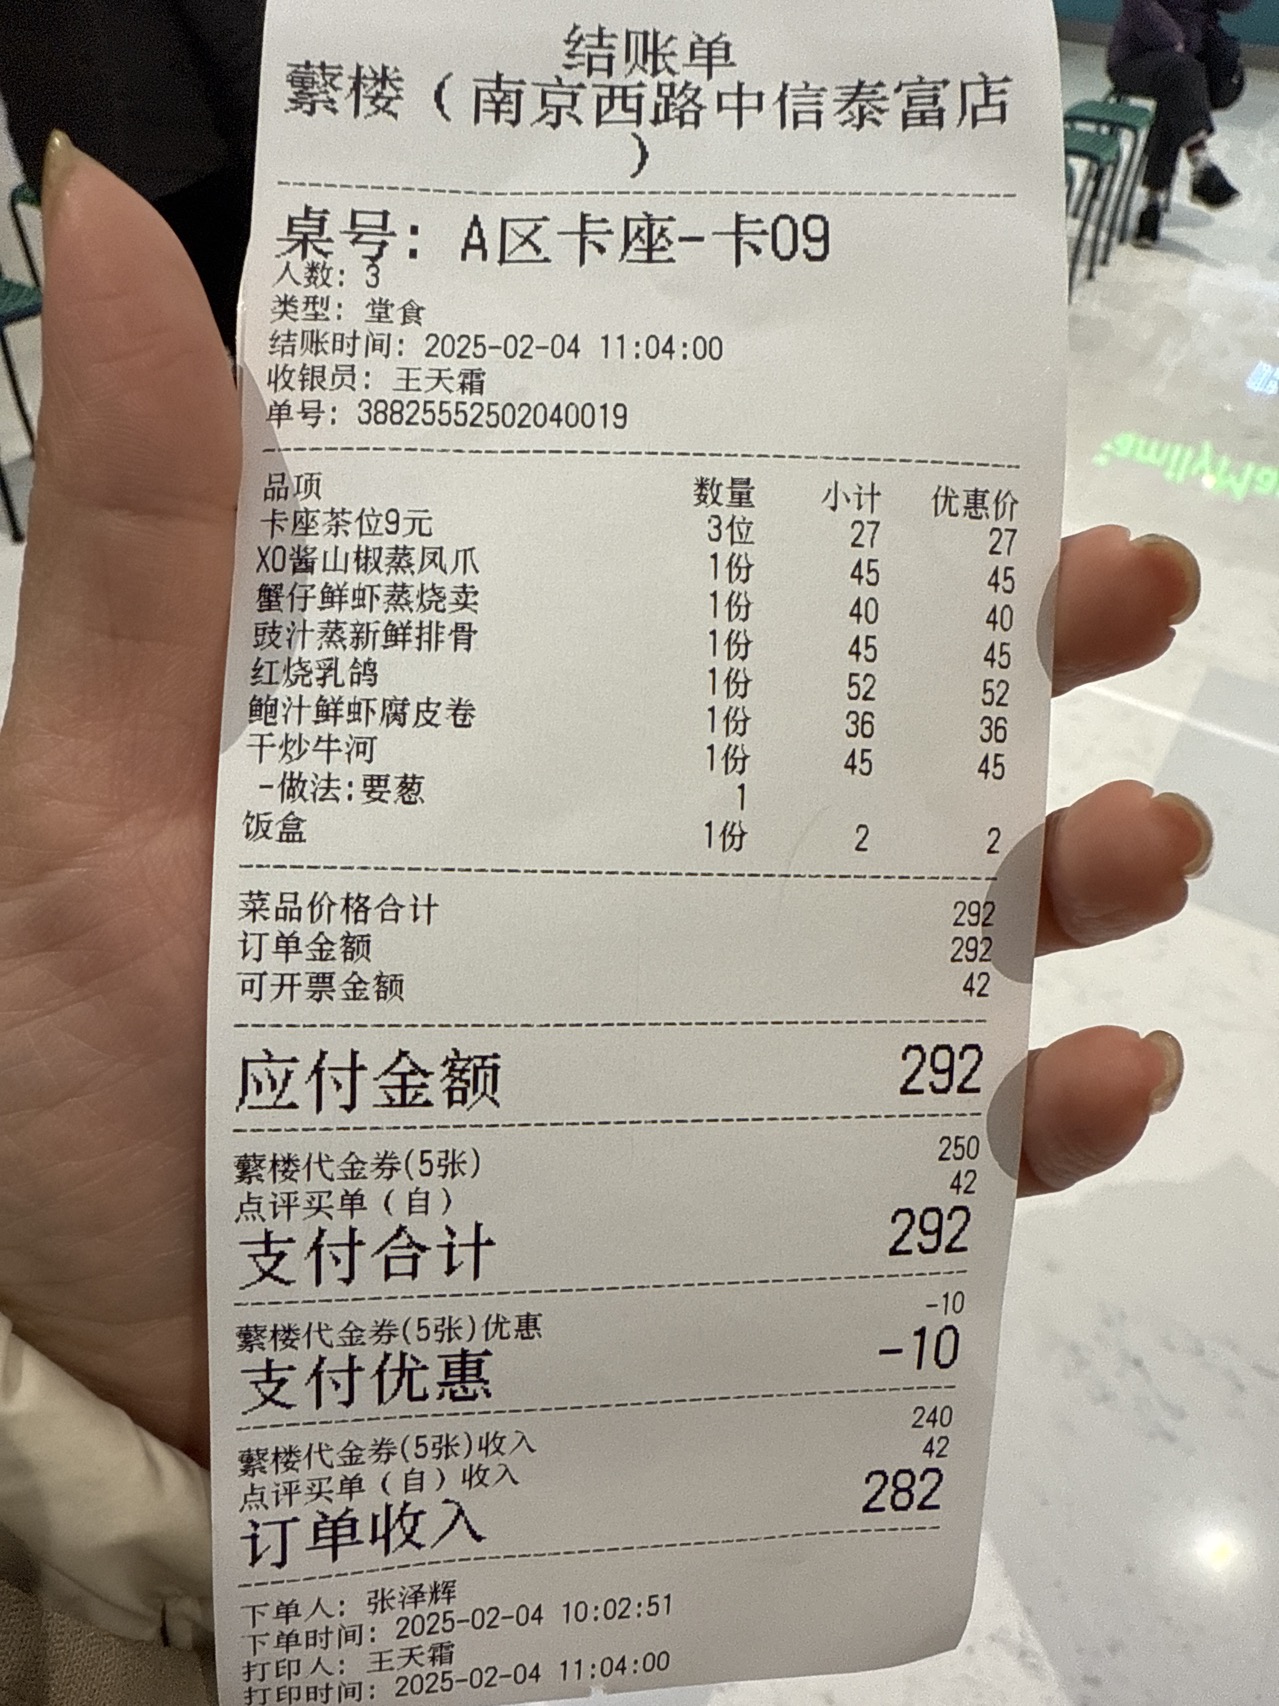 结账单
蘩楼（南京西路中信泰富店
）
桌号: A区卡座-卡09
人数: 3
类型: 堂食
结账时间: 2025-02-04 11:04:00
收银员: 王天霜
单号: 38825552502040019
品项 数量 小计 优惠价
卡座茶位9元 3位 27 27
XO酱山椒蒸凤爪 1份 45 45
蟹仔鲜虾蒸烧卖 1份 40 40
豉汁蒸新鲜排骨 1份 45 45
红烧乳鸽 1份 52 52
鲍汁鲜虾腐皮卷 1份 36 36
干炒牛河 1份 45 45
-做法:要葱 1
饭盒 1份 2 2
菜品价格合计 292
订单金额 292
可开票金额 42
应付金额 292
蘩楼代金券(5张) 250
点评买单（自） 42
支付合计 292
蘩楼代金券(5张)优惠 -10
支付优惠 -10
蘩楼代金券(5张)收入 240
点评买单（自）收入 42
订单收入 282
下单人: 张泽辉
下单时间: 2025-02-04 10:02:51
打印人: 王天霜
打印时间: 2025-02-04 11:04:00